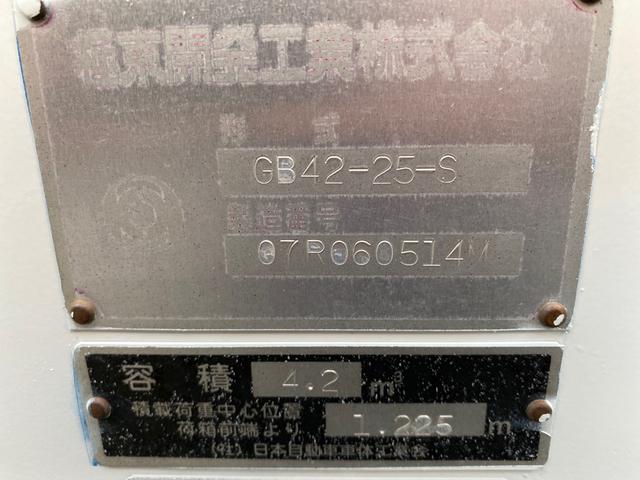 極東開発工業株式会社
型式
GB42-25-S
製造番号
07R060514M
容積 4.2 m³
積載荷重中心位置
荷箱前端より 1.225 m
(社)日本自動車車体工業会